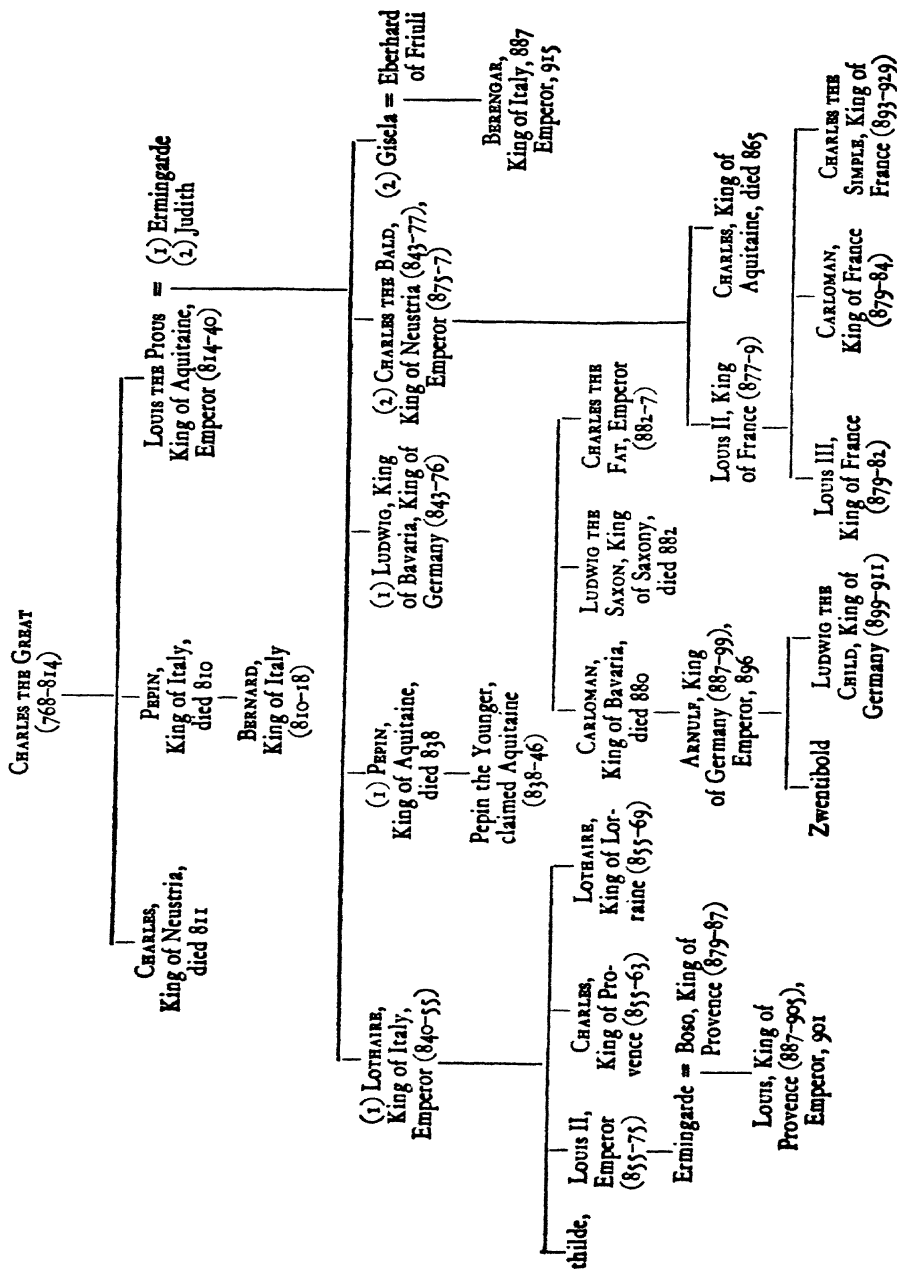 CHARLES THE GREAT
(768-814)
CHARLES,
King of Neustria,
died 811
PEPIN,
King of Italy,
died 810
BERNARD,
King of Italy
(810-18)
LOUIS THE PIOUS = (1) Ermingarde
King of Aquitaine, (2) Judith
Emperor (814-40)
(1) LOTHAIRE,
King of Italy,
Emperor (840-55)
(1) PEPIN,
King of Aquitaine,
died 838
Pepin the Younger,
claimed Aquitaine
(838-46)
(1) LUDWIG, King
of Bavaria, King of
Germany (843-76)
(2) CHARLES THE BALD,
King of Neustria (843-77),
Emperor (875-7)
(2) Gisela = Eberhard
of Friuli
BERENGAR,
King of Italy, 887
Emperor, 915
thilde,
LOUIS II,
Emperor
(855-75)
CHARLES,
King of Pro-
vence (855-63)
LOTHAIRE,
King of Lor-
raine (855-69)
Ermingarde = BOSO, King of
Provence (879-87)
LOUIS, King of
Provence (887-905),
Emperor, 901
CARLOMAN,
King of Bavaria,
died 880
LUDWIG THE
SAXON, King
of Saxony,
died 882
CHARLES THE
FAT, Emperor
(882-7)
ARNULF, King
of Germany (887-99),
Emperor, 896
Zwentibold
LUDWIG THE
CHILD, King of
Germany (899-911)
LOUIS II, King
of France (877-9)
CHARLES, King of
Aquitaine, died 865
LOUIS III,
King of France
(879-82)
CARLOMAN,
King of France
(879-84)
CHARLES THE
SIMPLE, King of
France (893-929)